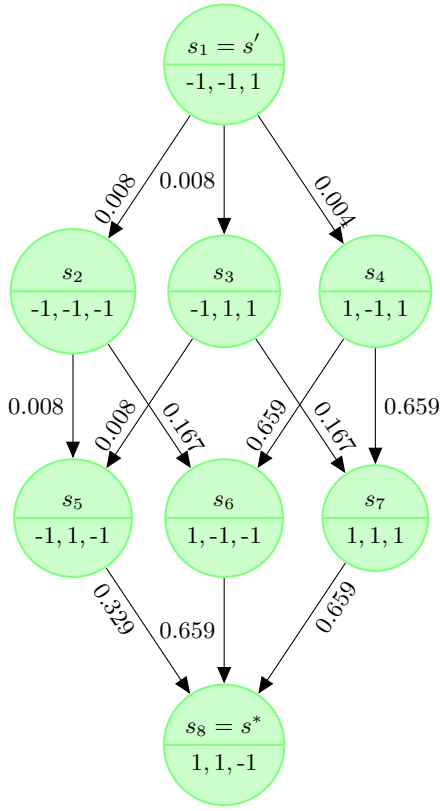 s₁ = s′
-1, -1, 1
0.008
0.008
0.004
s₂
-1, -1, -1
s₃
-1, 1, 1
s₄
1, -1, 1
0.008
0.008
0.167
0.659
0.167
0.659
s₅
-1, 1, -1
s₆
1, -1, -1
s₇
1, 1, 1
0.329
0.659
0.659
s₈ = s*
1, 1, -1